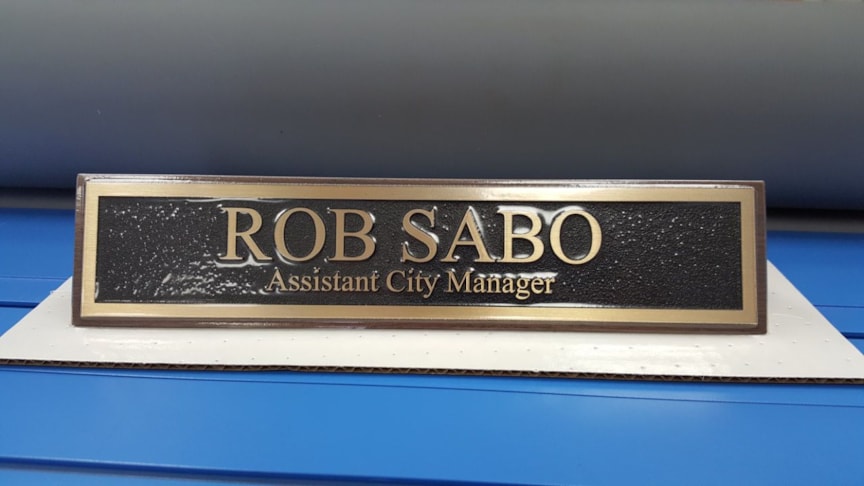 ROB SABO
Assistant City Manager